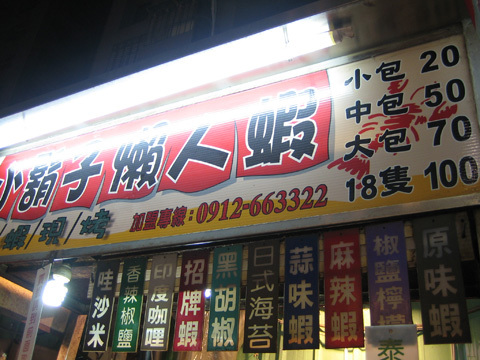 小霸子懶人蝦
小包 20
中包 50
大包 70
18隻 100
加盟專線:0912-663322
哇沙米
香辣椒鹽
印度咖哩
招牌蝦
黑胡椒
日式海苔
蒜味蝦
麻辣蝦
椒鹽檸檬
原味蝦
泰